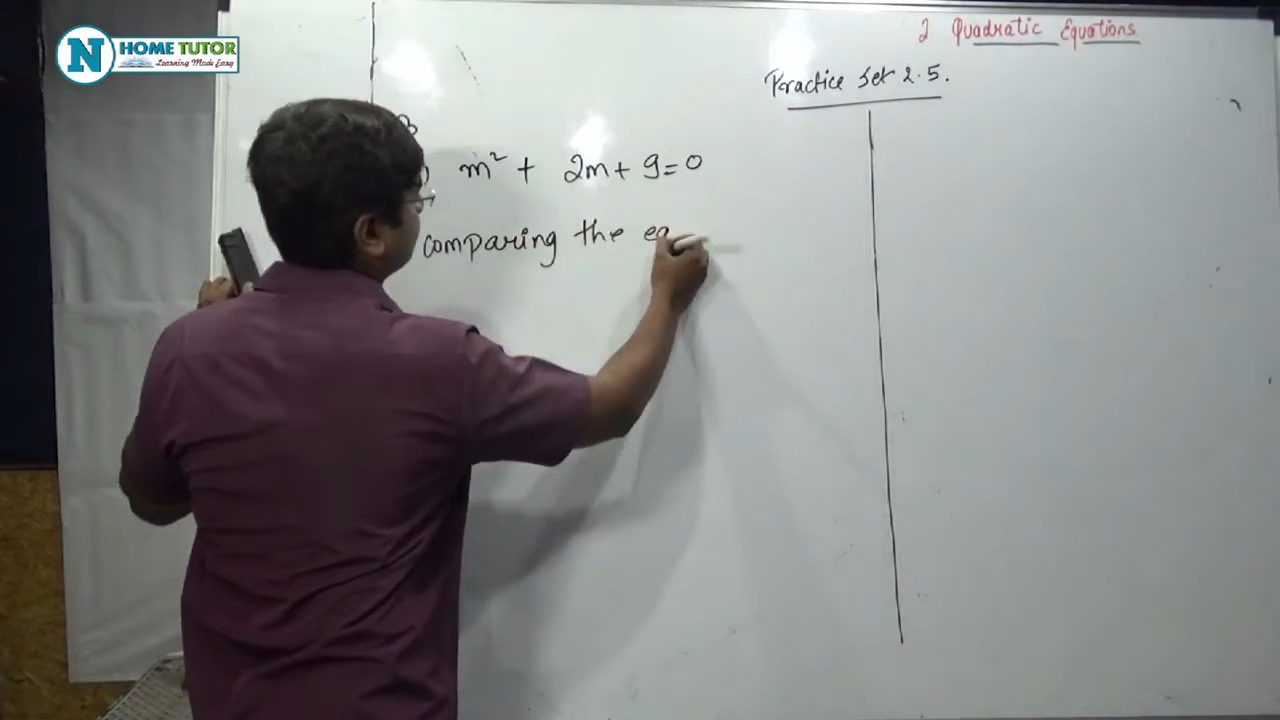 N HOME TUTOR
Learning Made Easy
2 Quadratic Equations
Practice Set 2.5.
m² + 2m + 9 = 0
comparing the eq